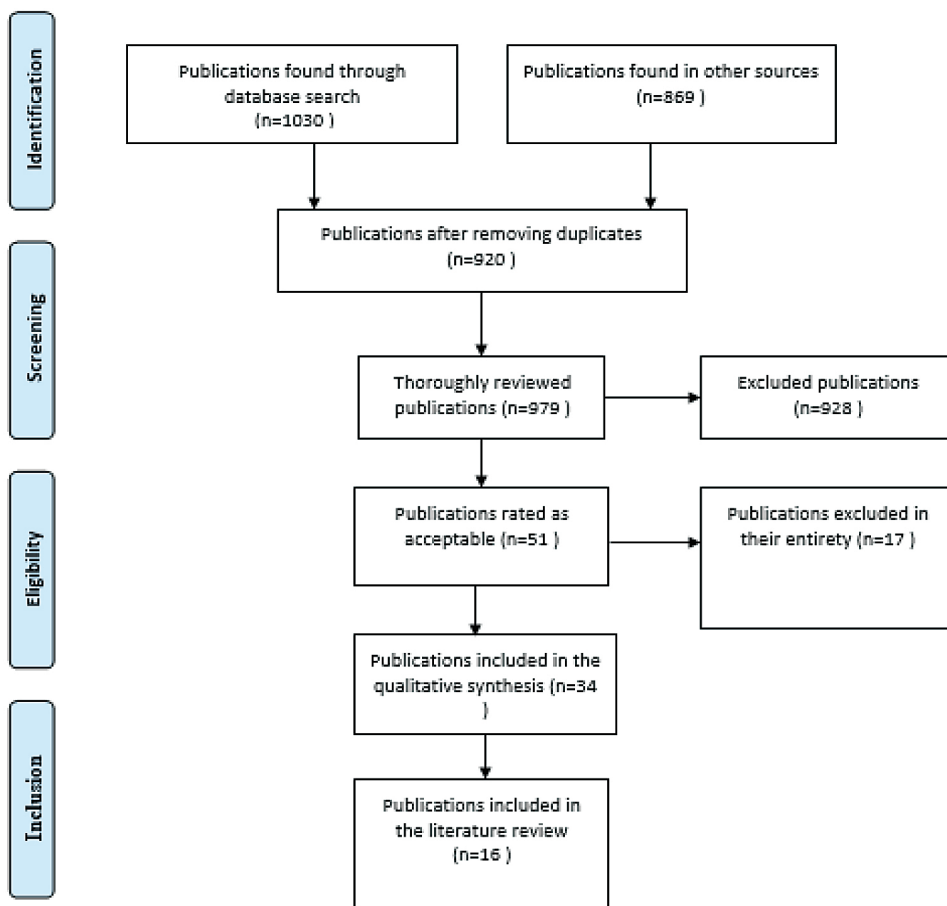 Identification
Publications found through
database search
(n=1030 )
Publications found in other sources
(n=869 )
Publications after removing duplicates
(n=920 )
Screening
Thoroughly reviewed
publications (n=979 )
Excluded publications
(n=928 )
Eligibility
Publications rated as
acceptable (n=51 )
Publications excluded in
their entirety (n=17 )
Publications included in the
qualitative synthesis (n=34
)
Inclusion
Publications included in
the literature review
(n=16 )